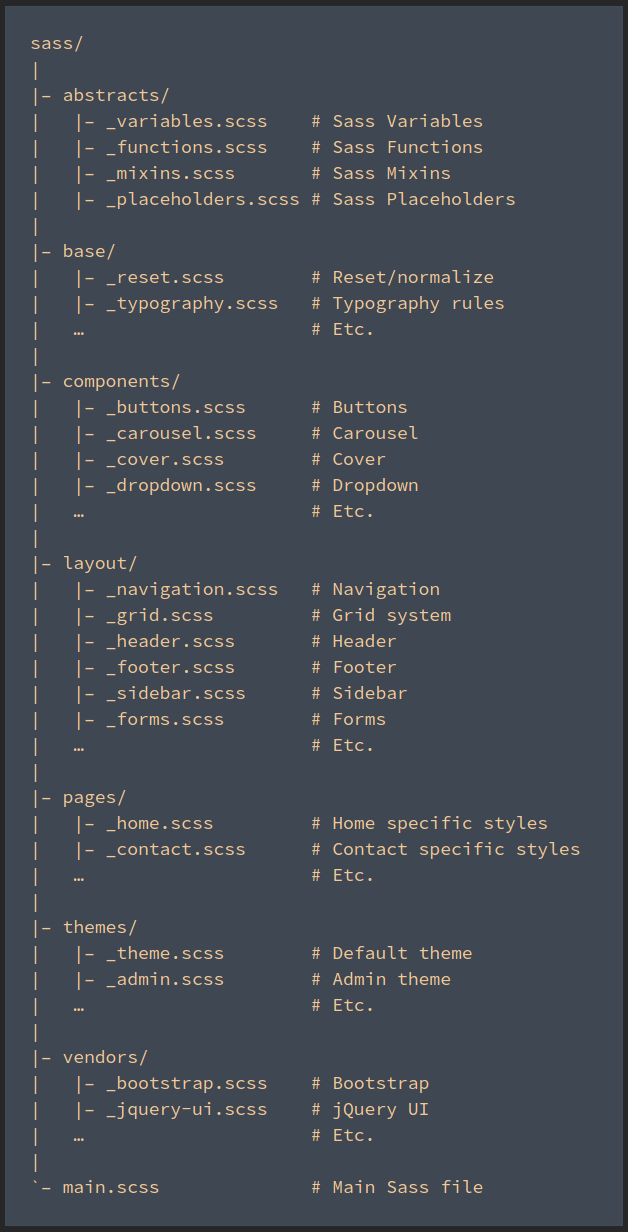 sass/
|
|– abstracts/
|   |– _variables.scss    # Sass Variables
|   |– _functions.scss    # Sass Functions
|   |– _mixins.scss       # Sass Mixins
|   |– _placeholders.scss # Sass Placeholders
|
|– base/
|   |– _reset.scss        # Reset/normalize
|   |– _typography.scss   # Typography rules
|   …                     # Etc.
|
|– components/
|   |– _buttons.scss      # Buttons
|   |– _carousel.scss     # Carousel
|   |– _cover.scss        # Cover
|   |– _dropdown.scss     # Dropdown
|   …                     # Etc.
|
|– layout/
|   |– _navigation.scss   # Navigation
|   |– _grid.scss         # Grid system
|   |– _header.scss       # Header
|   |– _footer.scss       # Footer
|   |– _sidebar.scss      # Sidebar
|   |– _forms.scss        # Forms
|   …                     # Etc.
|
|– pages/
|   |– _home.scss         # Home specific styles
|   |– _contact.scss      # Contact specific styles
|   …                     # Etc.
|
|– themes/
|   |– _theme.scss        # Default theme
|   |– _admin.scss        # Admin theme
|   …                     # Etc.
|
|– vendors/
|   |– _bootstrap.scss    # Bootstrap
|   |– _jquery-ui.scss    # jQuery UI
|   …                     # Etc.
|
`– main.scss              # Main Sass file